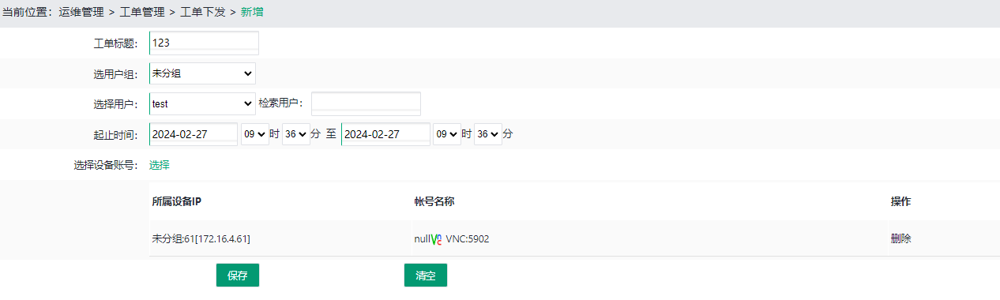 当前位置：运维管理 > 工单管理 > 工单下发 > 新增
工单标题： 123
选用户组： 未分组
选择用户： test 检索用户：
起止时间： 2024-02-27 09 时 36 分 至 2024-02-27 09 时 36 分
选择设备账号： 选择
所属设备IP 帐号名称 操作
未分组:61[172.16.4.61] null VNC VNC:5902 删除
保存 清空